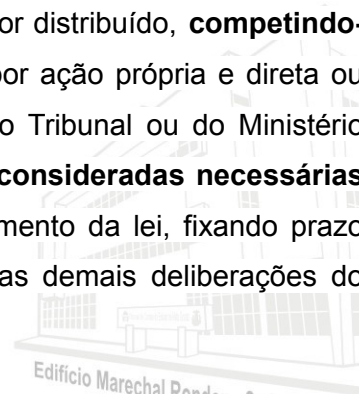 or distribuído, competindo-
por ação própria e direta ou
o Tribunal ou do Ministério
consideradas necessárias
mento da lei, fixando prazo
as demais deliberações do
Edifício Marechal